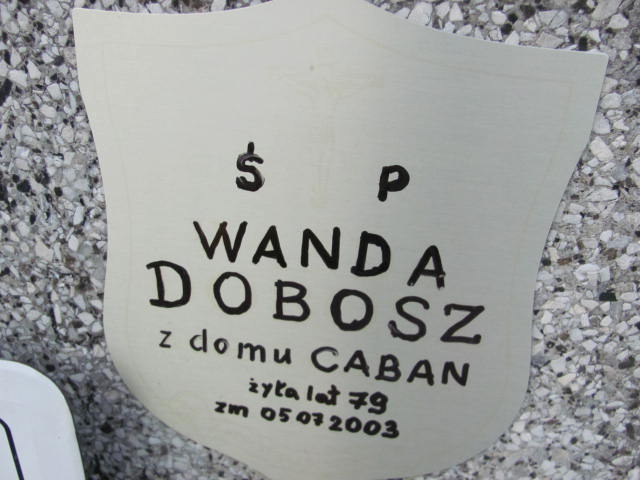 Ś P
WANDA
DOBOSZ
z domu CABAN
żyła lat 79
zm 05 07 2003